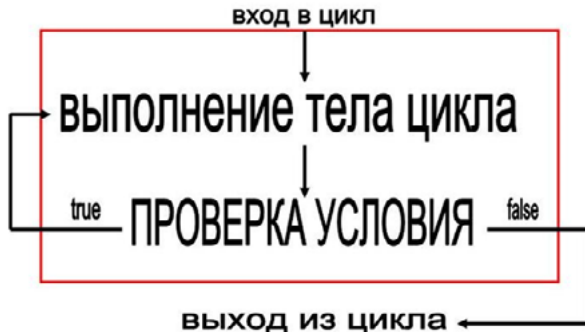 вход в цикл
выполнение тела цикла
true ПРОВЕРКА УСЛОВИЯ false
выход из цикла